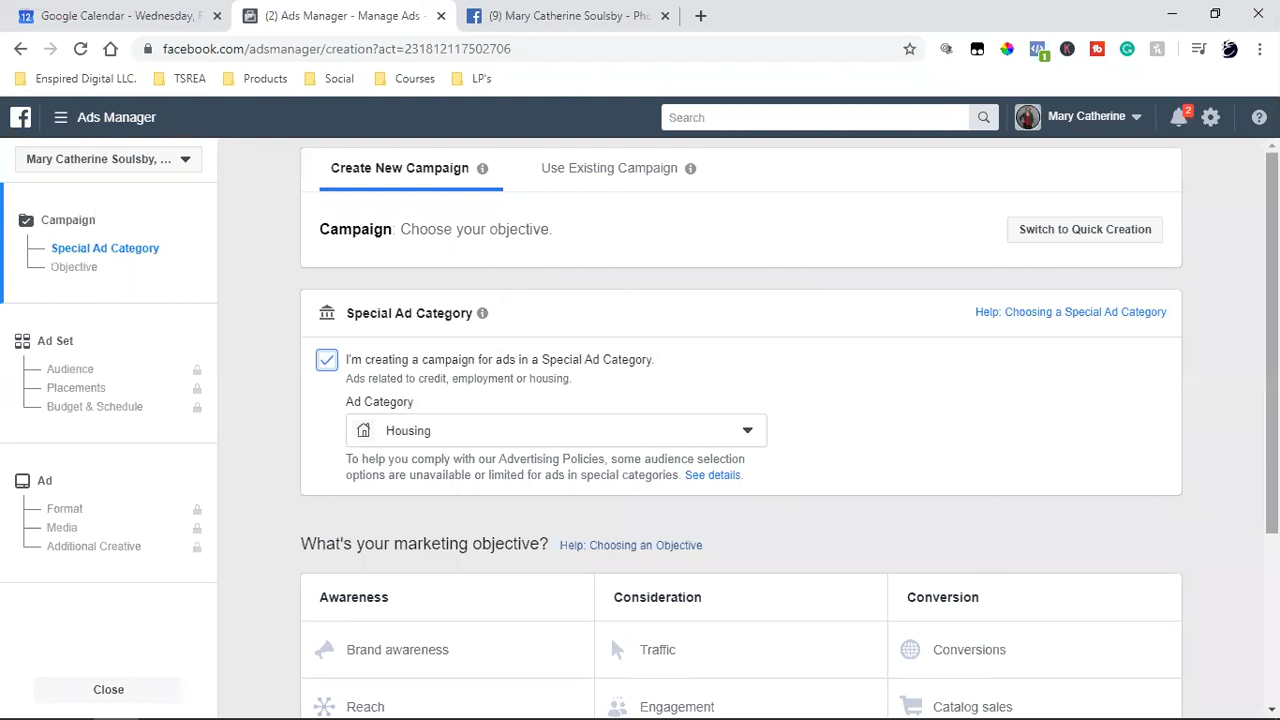 Google Calendar - Wednesday, F
(2) Ads Manager - Manage Ads -
(9) Mary Catherine Soulsby - Pho
facebook.com/adsmanager/creation?act=231812117502706
Enspired Digital LLC.
TSREA
Products
Social
Courses
LP's
Ads Manager
Search
Mary Catherine
2
Mary Catherine Soulsby, ...
Campaign
Special Ad Category
Objective
Ad Set
Audience
Placements
Budget & Schedule
Ad
Format
Media
Additional Creative
Close
Create New Campaign
Use Existing Campaign
Campaign: Choose your objective.
Switch to Quick Creation
Special Ad Category
Help: Choosing a Special Ad Category
I'm creating a campaign for ads in a Special Ad Category.
Ads related to credit, employment or housing.
Ad Category
Housing
To help you comply with our Advertising Policies, some audience selection
options are unavailable or limited for ads in special categories. See details.
What's your marketing objective? Help: Choosing an Objective
Awareness
Consideration
Conversion
Brand awareness
Traffic
Conversions
Reach
Engagement
Catalog sales